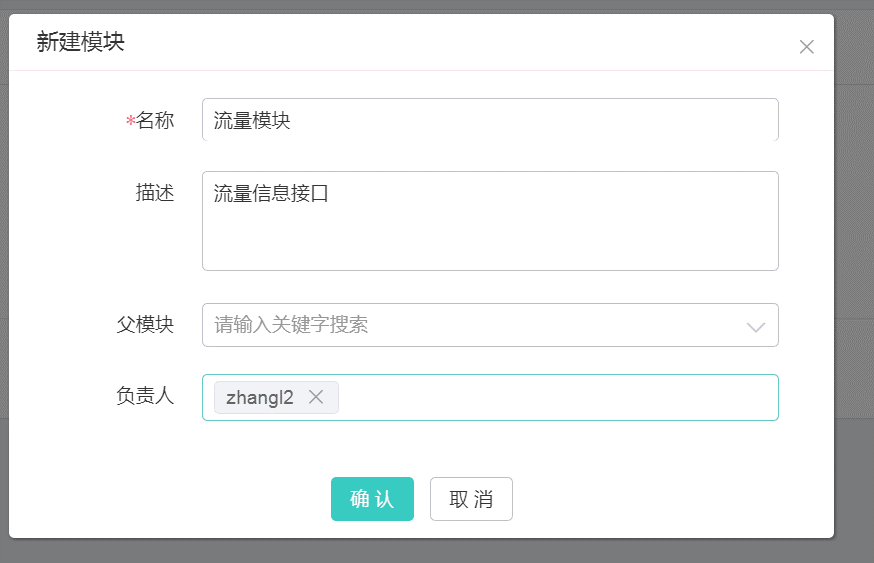 新建模块
*名称 流量模块
描述 流量信息接口
父模块 请输入关键字搜索
负责人 zhangl2
确认 取消